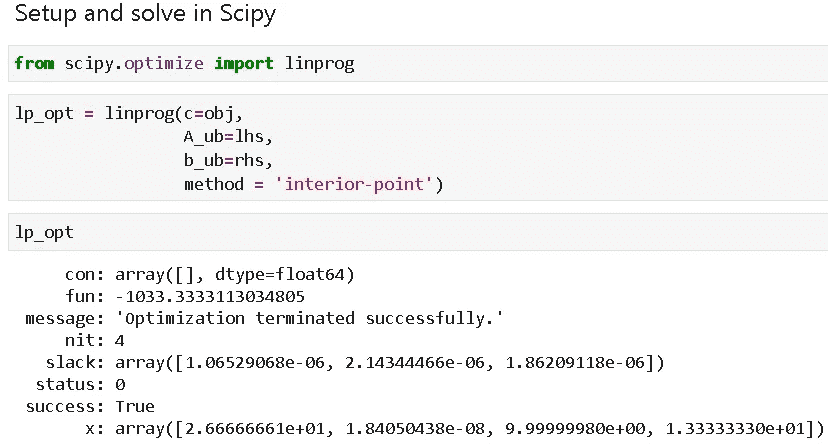 Setup and solve in Scipy
from scipy.optimize import linprog
lp_opt = linprog(c=obj,
A_ub=lhs,
b_ub=rhs,
method = 'interior-point')
lp_opt
con: array([], dtype=float64)
fun: -1033.3333113034805
message: 'Optimization terminated successfully.'
nit: 4
slack: array([1.06529068e-06, 2.14344466e-06, 1.86209118e-06])
status: 0
success: True
x: array([2.66666661e+01, 1.84050438e-08, 9.99999980e+00, 1.33333330e+01])